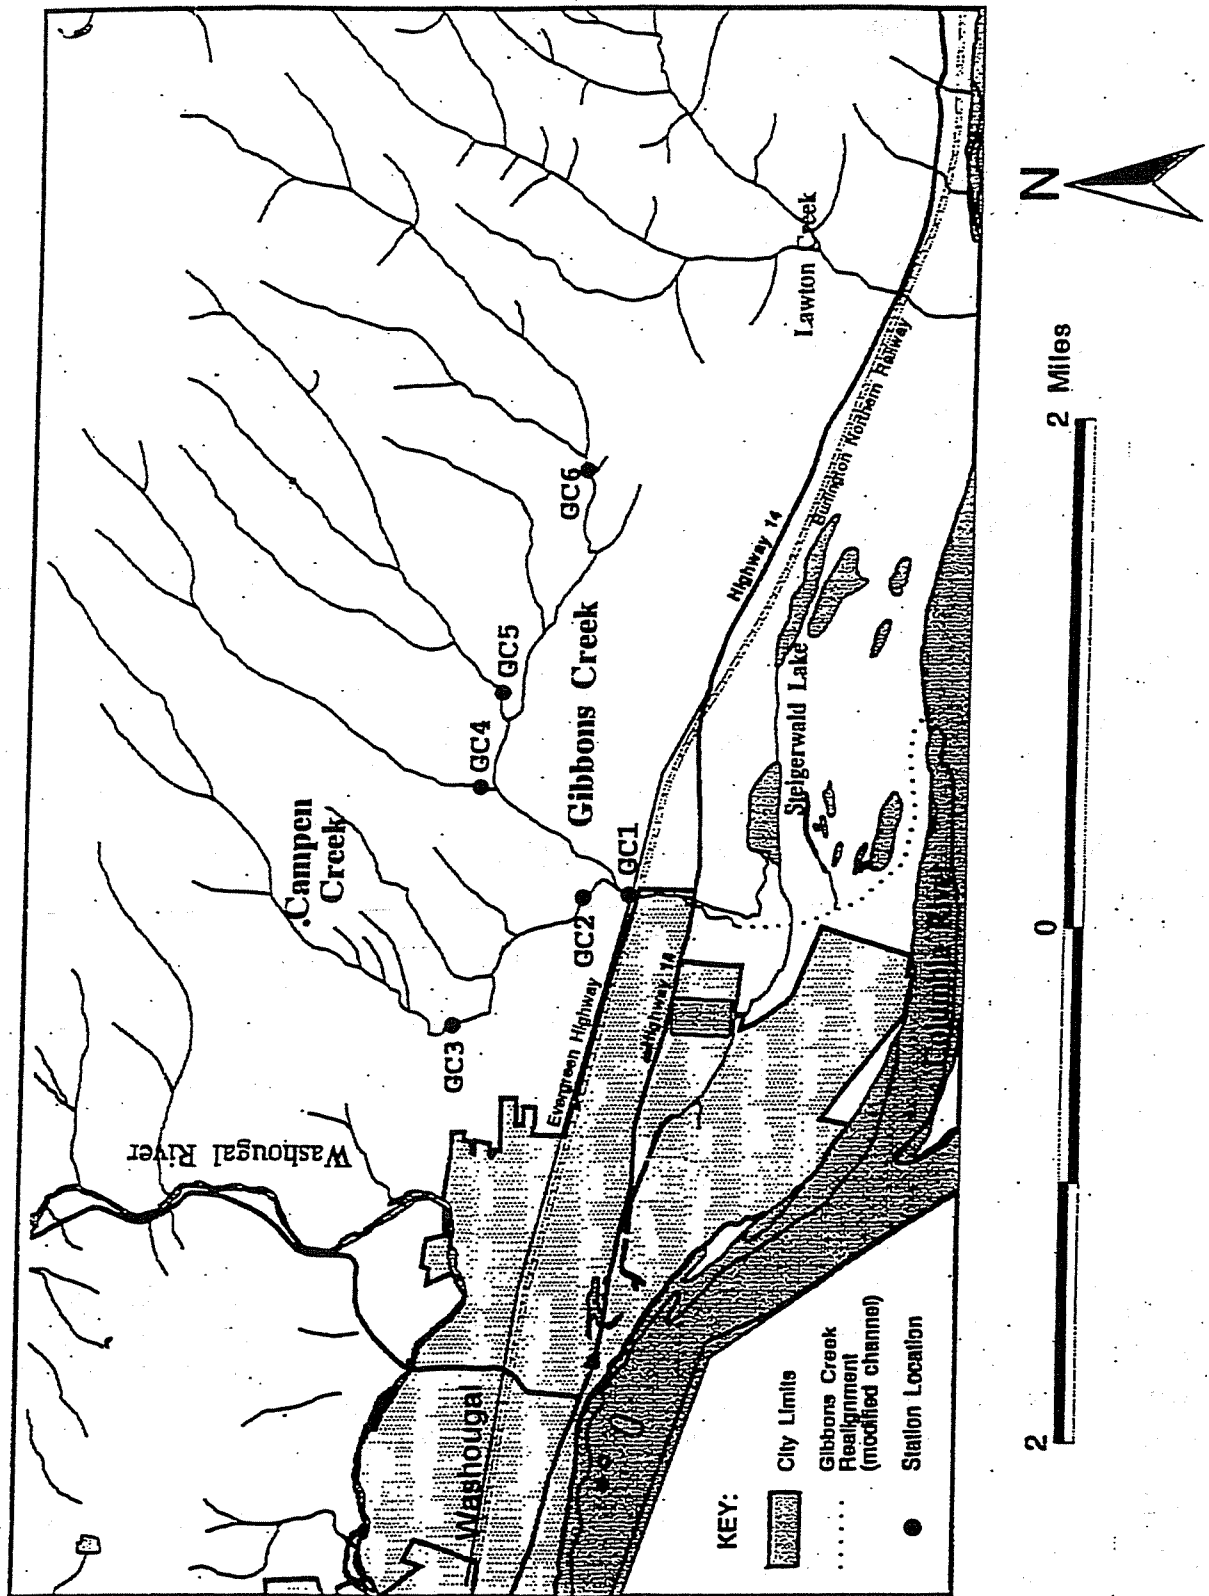 Washougal River
Campen
Creek
GC3
GC4
GC5
GC6
GC2
GC1
Gibbons Creek
Lawton Creek
Evergreen Highway
Highway 14
Highway 14
Burlington Northern Railway
Steigerwald Lake
Columbia River
Washougal
KEY:
City Limits
Gibbons Creek
Realignment
(modified channel)
Station Location
2
0
2 Miles
N